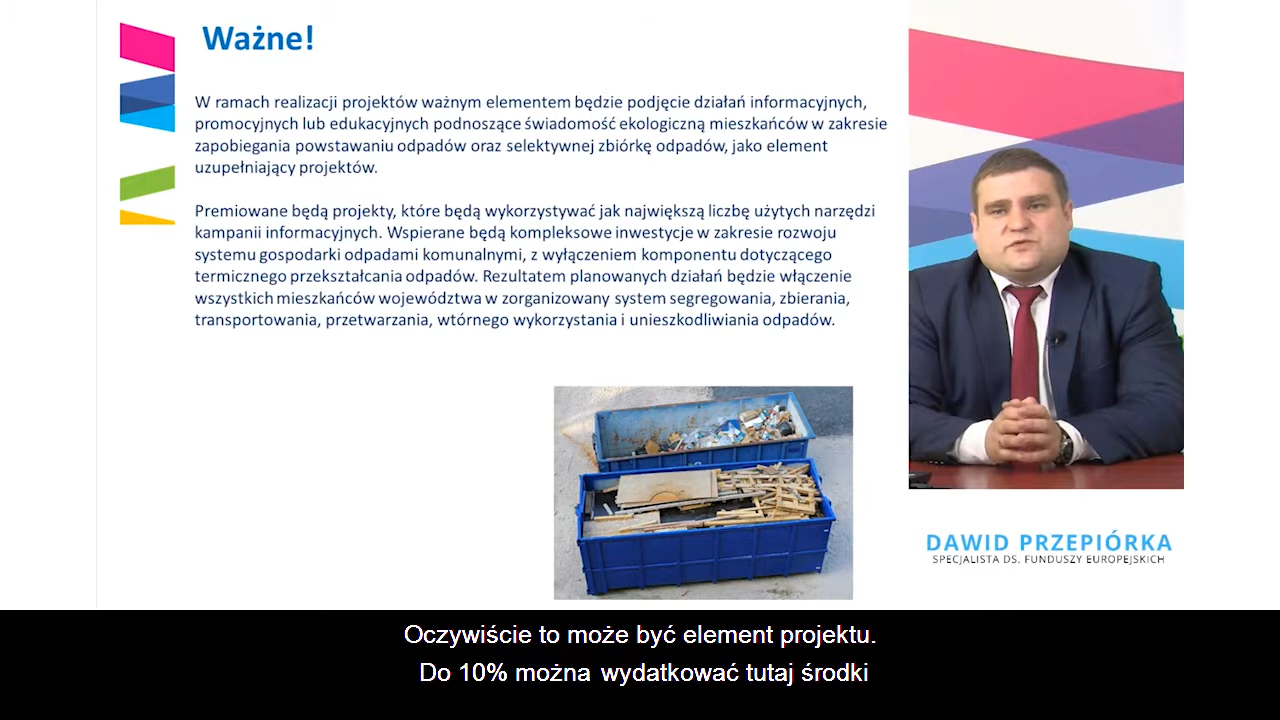 Ważne!
W ramach realizacji projektów ważnym elementem będzie podjęcie działań informacyjnych,
promocyjnych lub edukacyjnych podnoszące świadomość ekologiczną mieszkańców w zakresie
zapobiegania powstawaniu odpadów oraz selektywnej zbiórkę odpadów, jako element
uzupełniający projektów.
Premiowane będą projekty, które będą wykorzystywać jak największą liczbę użytych narzędzi
kampanii informacyjnych. Wspierane będą kompleksowe inwestycje w zakresie rozwoju
systemu gospodarki odpadami komunalnymi, z wyłączeniem komponentu dotyczącego
termicznego przekształcania odpadów. Rezultatem planowanych działań będzie włączenie
wszystkich mieszkańców województwa w zorganizowany system segregowania, zbierania,
transportowania, przetwarzania, wtórnego wykorzystania i unieszkodliwiania odpadów.
DAWID PRZEPIÓRKA
SPECJALISTA DS. FUNDUSZY EUROPEJSKICH
Oczywiście to może być element projektu.
Do 10% można wydatkować tutaj środki